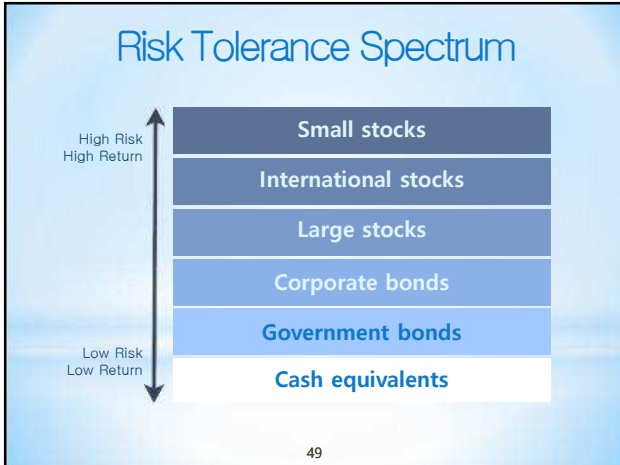 Risk Tolerance Spectrum
High Risk
High Return
Small stocks
International stocks
Large stocks
Corporate bonds
Government bonds
Low Risk
Low Return
Cash equivalents
49